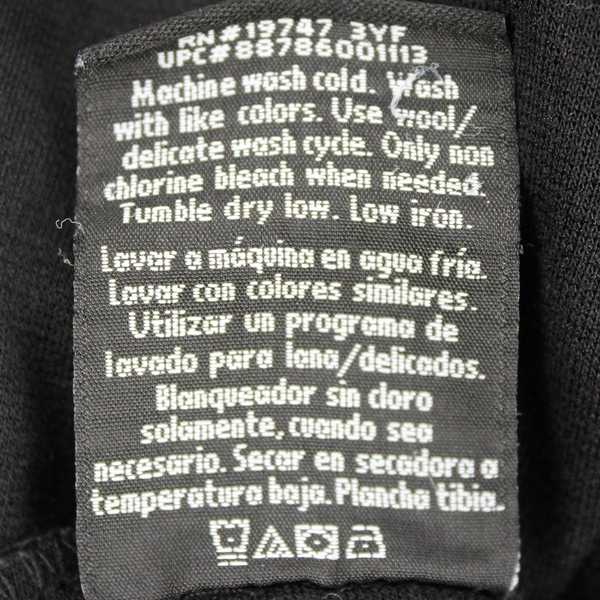 RN#19747 3YF
UPC#88786001113
Machine wash cold. Wash
with like colors. Use wool/
delicate wash cycle. Only non
chlorine bleach when needed.
Tumble dry low. Low iron.
Lavar a máquina en agua fría.
Lavar con colores similares.
Utilizar un programa de
lavado para lana/delicados.
Blanqueador sin cloro
solamente, cuando sea
necesario. Secar en secadora a
temperatura baja. Plancha tibia.